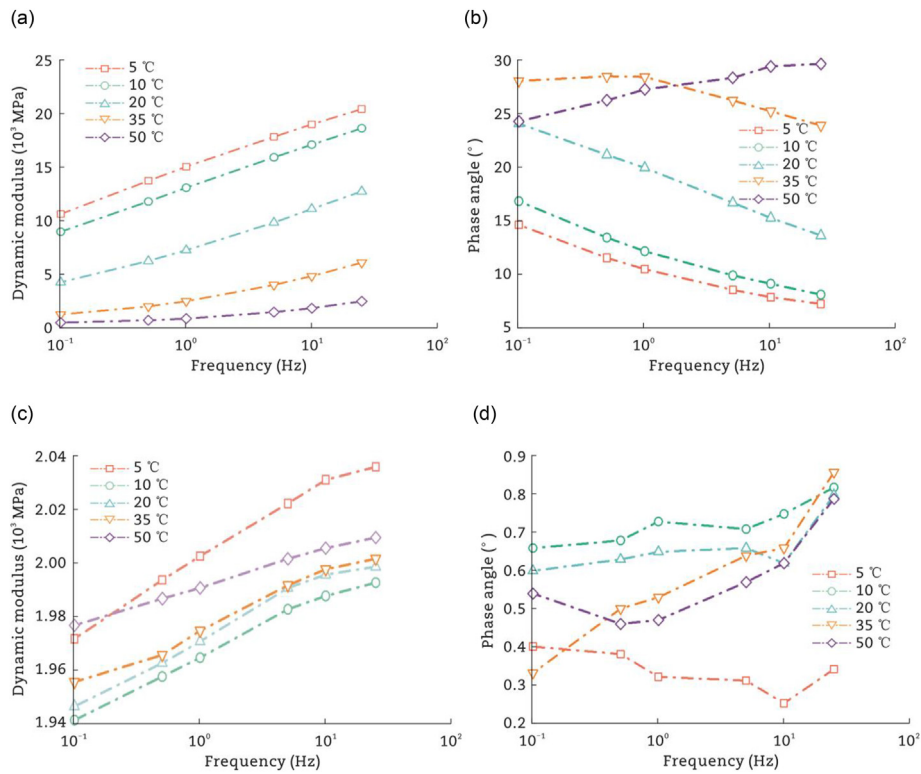 (a)
Dynamic modulus (10³ MPa)
25
20
15
10
5
0
5 ℃
10 ℃
20 ℃
35 ℃
50 ℃
10⁻¹ 10⁰ 10¹ 10²
Frequency (Hz)
(b)
Phase angle (°)
30
25
20
15
10
5
5 ℃
10 ℃
20 ℃
35 ℃
50 ℃
10⁻¹ 10⁰ 10¹ 10²
Frequency (Hz)
(c)
Dynamic modulus (10³ MPa)
2.04
2.02
2.00
1.98
1.96
1.94
5 ℃
10 ℃
20 ℃
35 ℃
50 ℃
10⁻¹ 10⁰ 10¹ 10²
Frequency (Hz)
(d)
Phase angle (°)
0.9
0.8
0.7
0.6
0.5
0.4
0.3
0.2
5 ℃
10 ℃
20 ℃
35 ℃
50 ℃
10⁻¹ 10⁰ 10¹ 10²
Frequency (Hz)